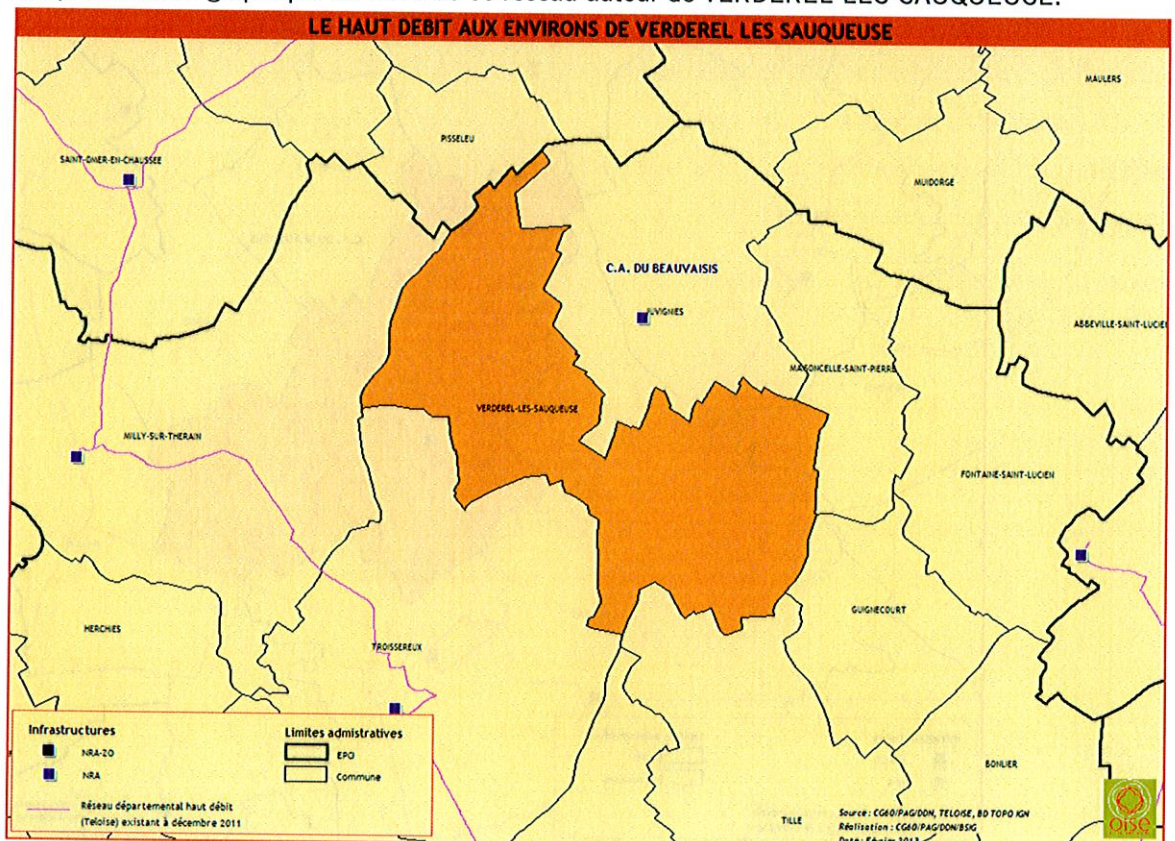 LE HAUT DEBIT AUX ENVIRONS DE VERDEREL LES SAUQUEUSE
MAULERS
PISSELEU
SAINT-OMER-EN-CHAUSSEE
MUIDORGE
C.A. DU BEAUVAISIS
JUVIGNIES
ABBEVILLE-SAINT-LUCIEN
MAISONCELLE-SAINT-PIERRE
VERDEREL-LES-SAUQUEUSE
MILLY-SUR-THERAIN
FONTAINE-SAINT-LUCIEN
GUIGNECOURT
HERCHIES
TROISSEREUX
BONLIER
TILLE
Infrastructures
NRA-ZO
NRA
Réseau départemental haut débit
(Teloise) existant à décembre 2011
Limites admistratives
EPCI
Commune
Source : CG60/PAG/DDN, TELOISE, BD TOPO IGN
Réalisation : CG60/PAG/DDN/BSIG
oise